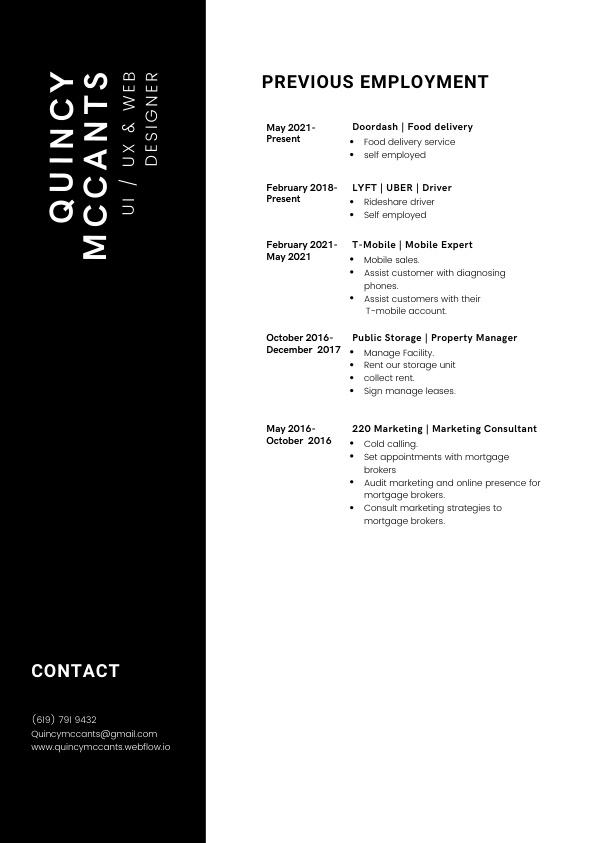 QUINCY
MCCANTS
UI / UX & WEB
DESIGNER
PREVIOUS EMPLOYMENT
May 2021-
Present
Doordash | Food delivery
• Food delivery service
• self employed
February 2018-
Present
LYFT | UBER | Driver
• Rideshare driver
• Self employed
February 2021-
May 2021
T-Mobile | Mobile Expert
• Mobile sales.
• Assist customer with diagnosing
phones.
• Assist customers with their
T-mobile account.
October 2016-
December 2017
Public Storage | Property Manager
• Manage Facility.
• Rent our storage unit
• collect rent.
• Sign manage leases.
May 2016-
October 2016
220 Marketing | Marketing Consultant
• Cold calling.
• Set appointments with mortgage
brokers
• Audit marketing and online presence for
mortgage brokers.
• Consult marketing strategies to
mortgage brokers.
CONTACT
(619) 791 9432
Quincymccants@gmail.com
www.quincymccants.webflow.io